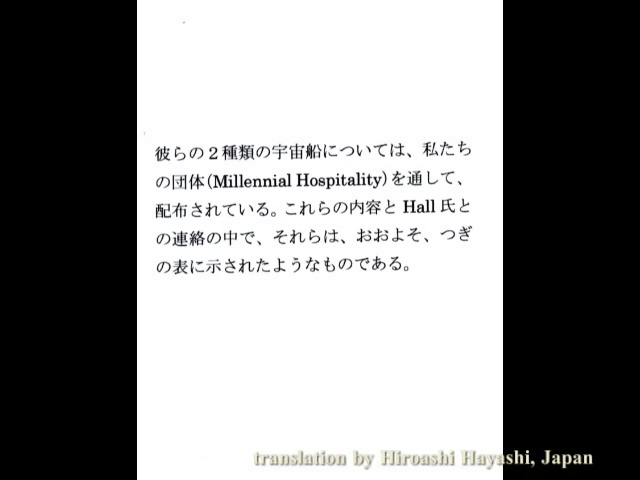 彼らの２種類の宇宙船については、私たち
の団体(Millennial Hospitality)を通して、
配布されている。これらの内容と Hall 氏と
の連絡の中で、それらは、おおよそ、つぎ
の表に示されたようなものである。
translation by Hiroashi Hayashi, Japan